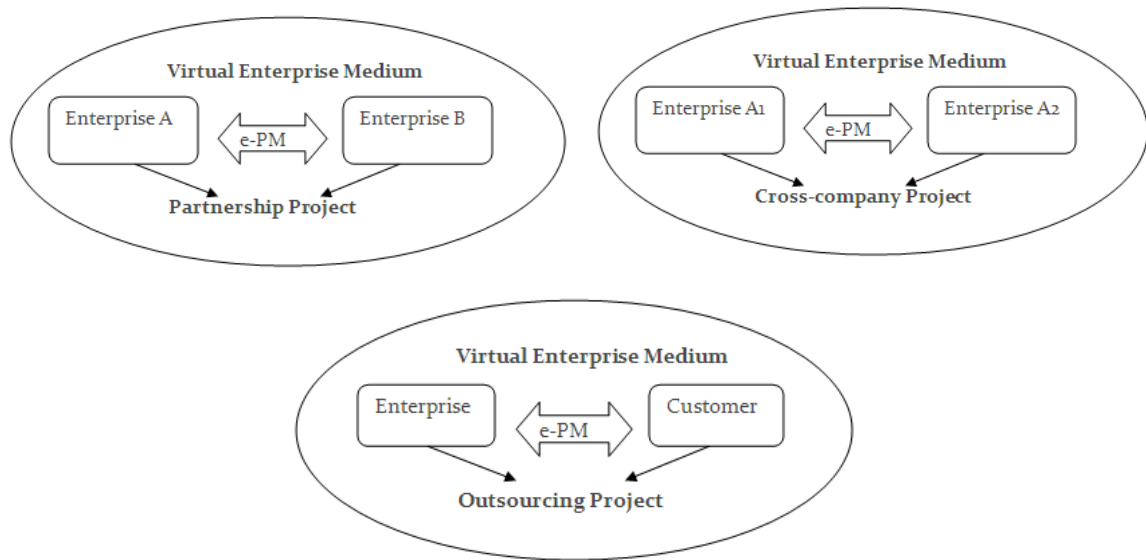 Virtual Enterprise Medium
Enterprise A
e-PM
Enterprise B
Partnership Project
Virtual Enterprise Medium
Enterprise A1
e-PM
Enterprise A2
Cross-company Project
Virtual Enterprise Medium
Enterprise
e-PM
Customer
Outsourcing Project